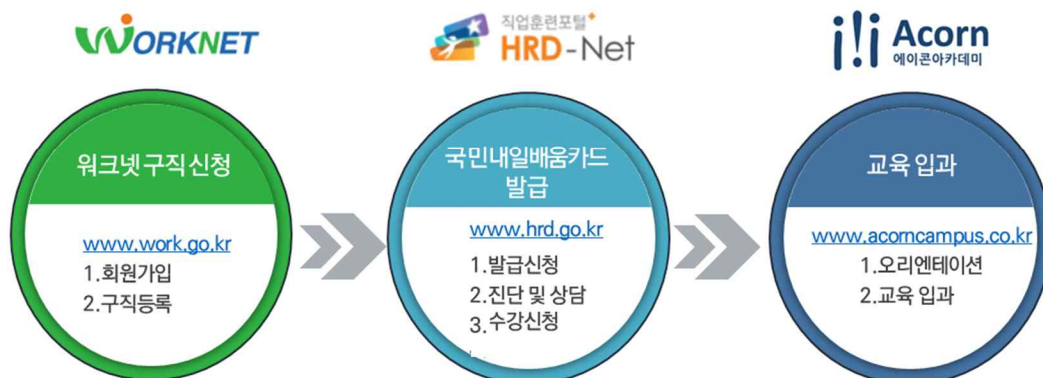 WORKNET
직업훈련포털
HRD-Net
Acorn
에이콘아카데미
워크넷 구직 신청
www.work.go.kr
1.회원가입
2.구직등록
국민내일배움카드
발급
www.hrd.go.kr
1.발급신청
2.진단 및 상담
3.수강신청
교육 입과
www.acorncampus.co.kr
1.오리엔테이션
2.교육 입과